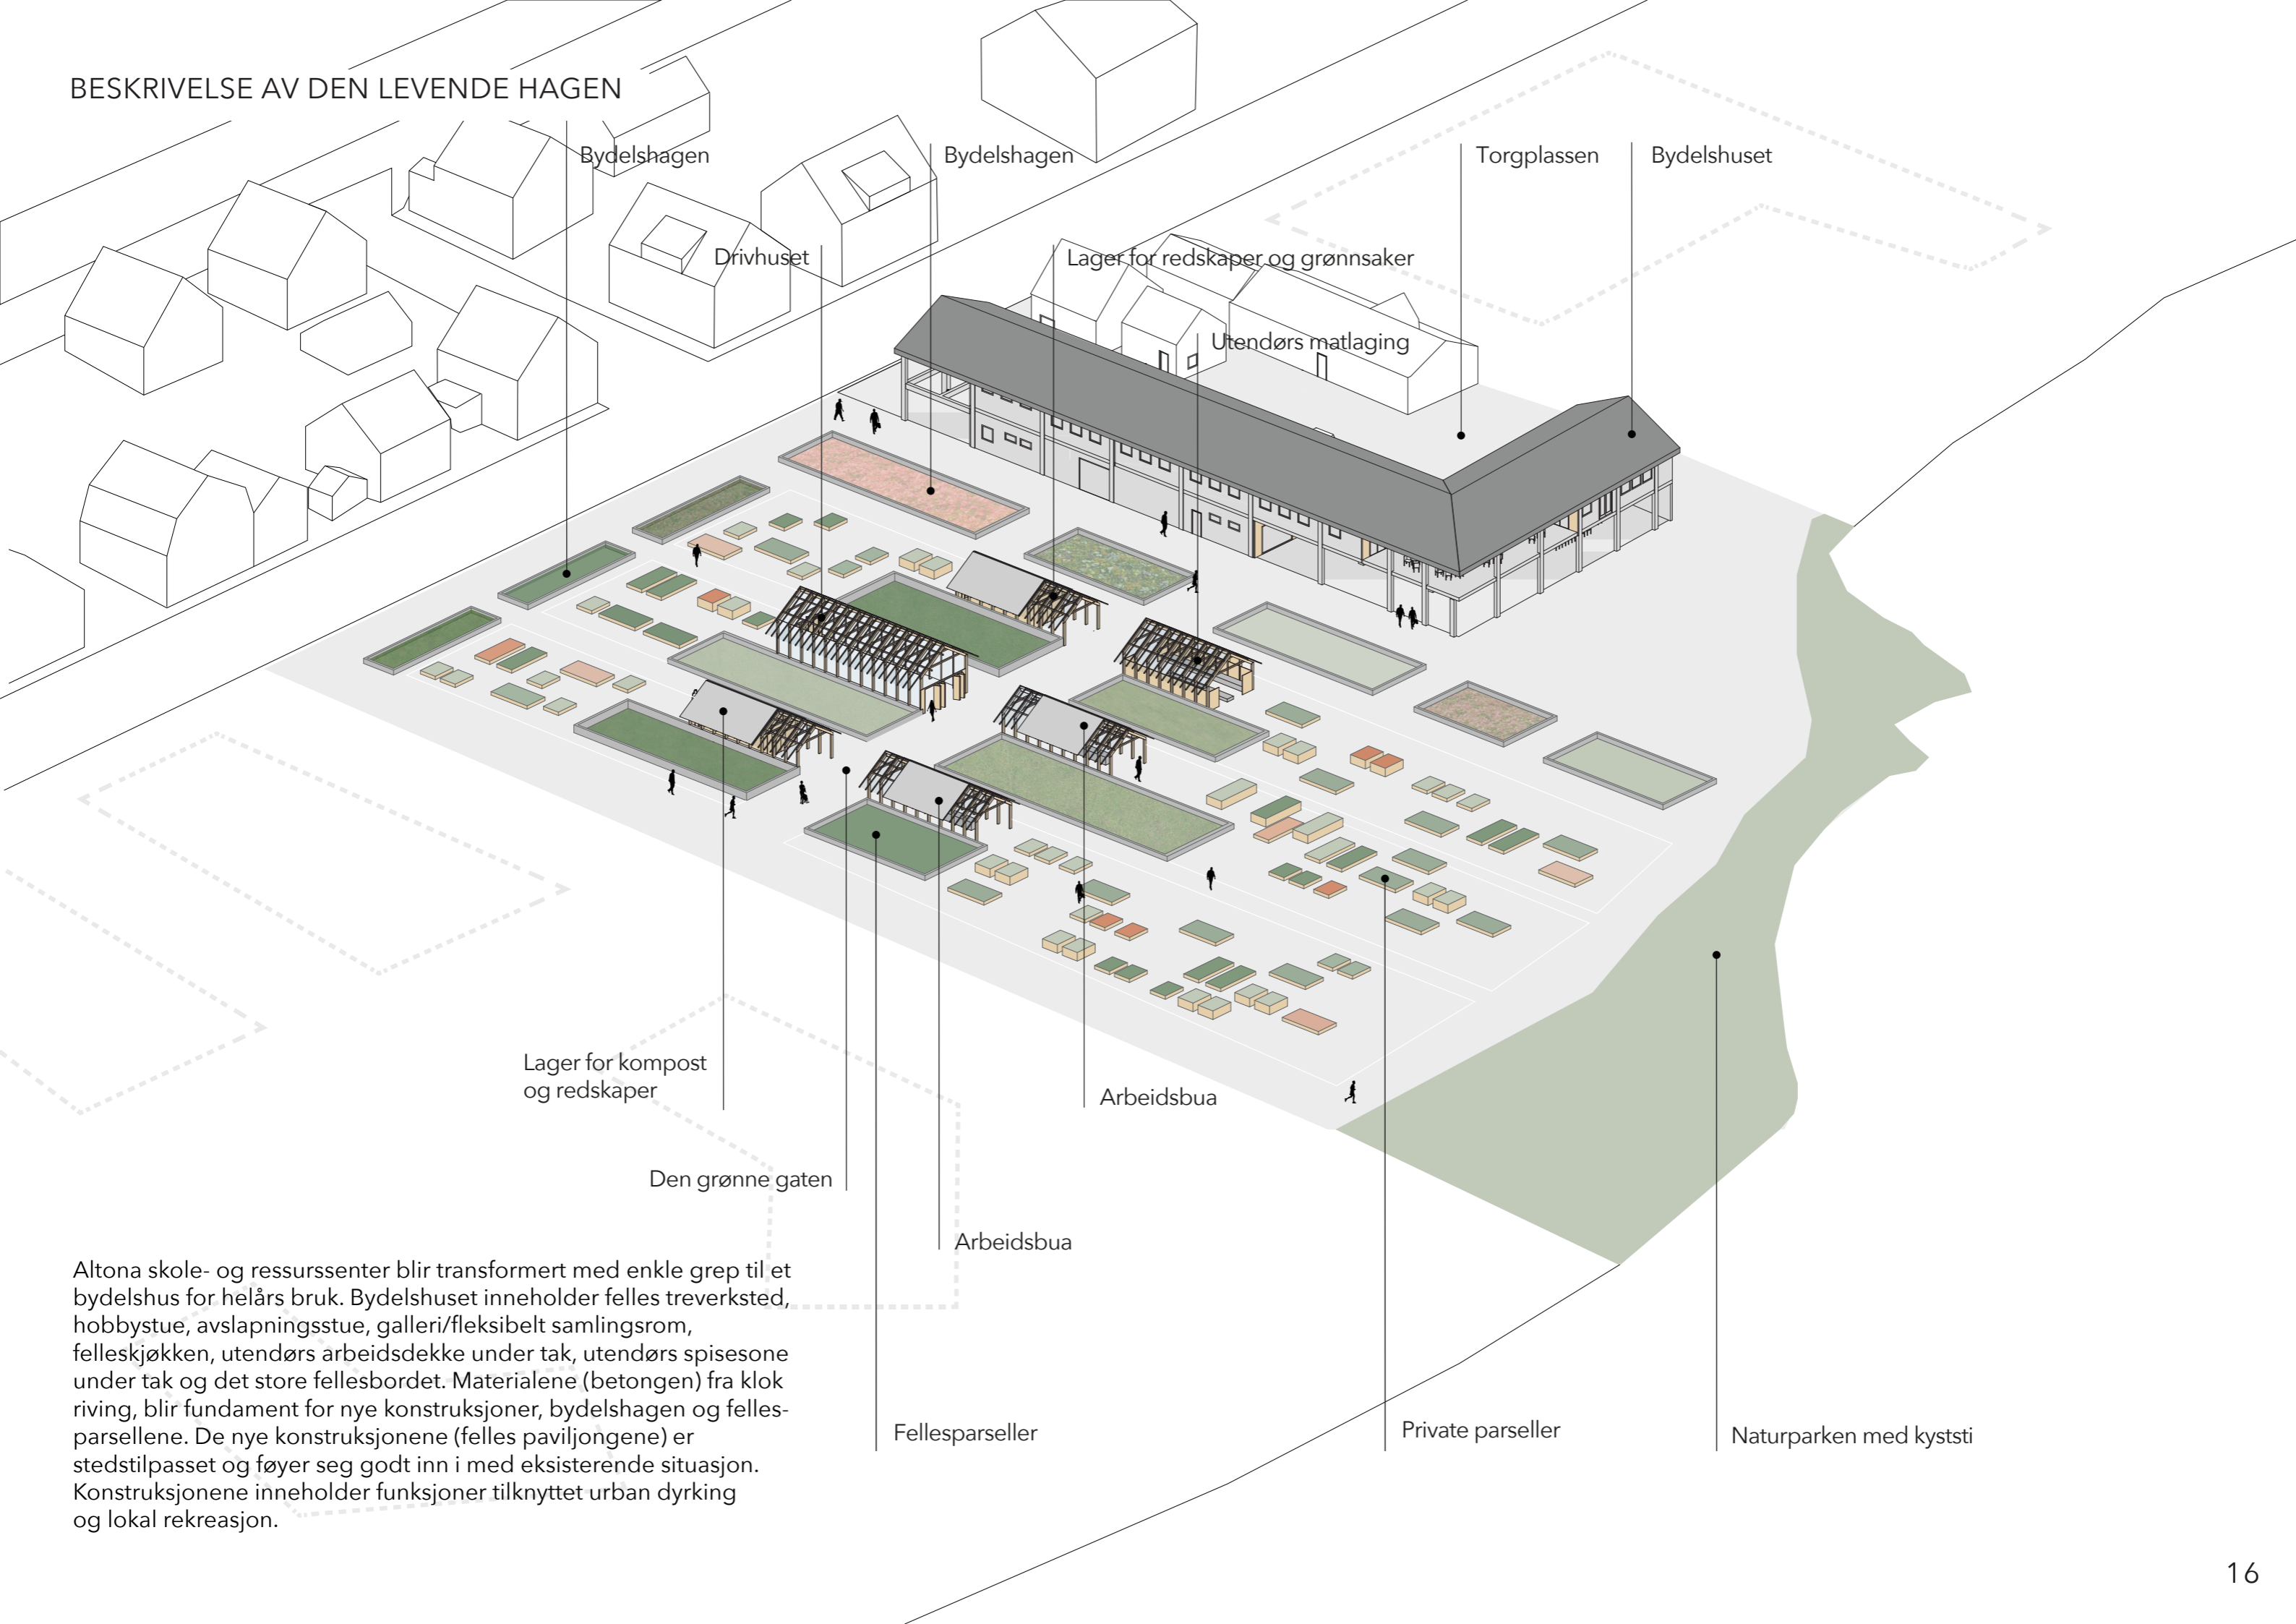 BESKRIVELSE AV DEN LEVENDE HAGEN
Bydelshagen
Bydelshagen
Torgplassen
Bydelshuset
Drivhuset
Lager for redskaper og grønnsaker
Utendørs matlaging
Lager for kompost
og redskaper
Arbeidsbua
Den grønne gaten
Arbeidsbua
Altona skole- og ressurssenter blir transformert med enkle grep til et
bydelshus for helårs bruk. Bydelshuset inneholder felles treverksted,
hobbystue, avslapningsstue, galleri/fleksibelt samlingsrom,
felleskjøkken, utendørs arbeidsdekke under tak, utendørs spisesone
under tak og det store fellesbordet. Materialene (betongen) fra klok
riving, blir fundament for nye konstruksjoner, bydelshagen og felles-
parsellene. De nye konstruksjonene (felles paviljongene) er
stedstilpasset og føyer seg godt inn i med eksisterende situasjon.
Konstruksjonene inneholder funksjoner tilknyttet urban dyrking
og lokal rekreasjon.
Fellesparseller
Private parseller
Naturparken med kyststi
16